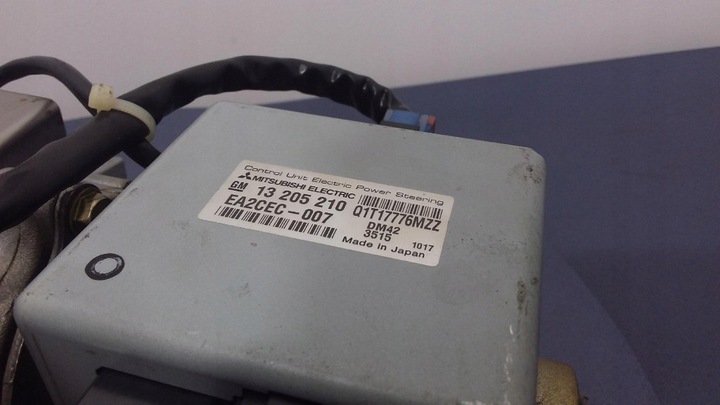 Control Unit Electric Power Steering
MITSUBISHI ELECTRIC
GM 13 205 210 Q1T17776MZZ
EA2CEC-007 DM42
3515 1017
Made in Japan